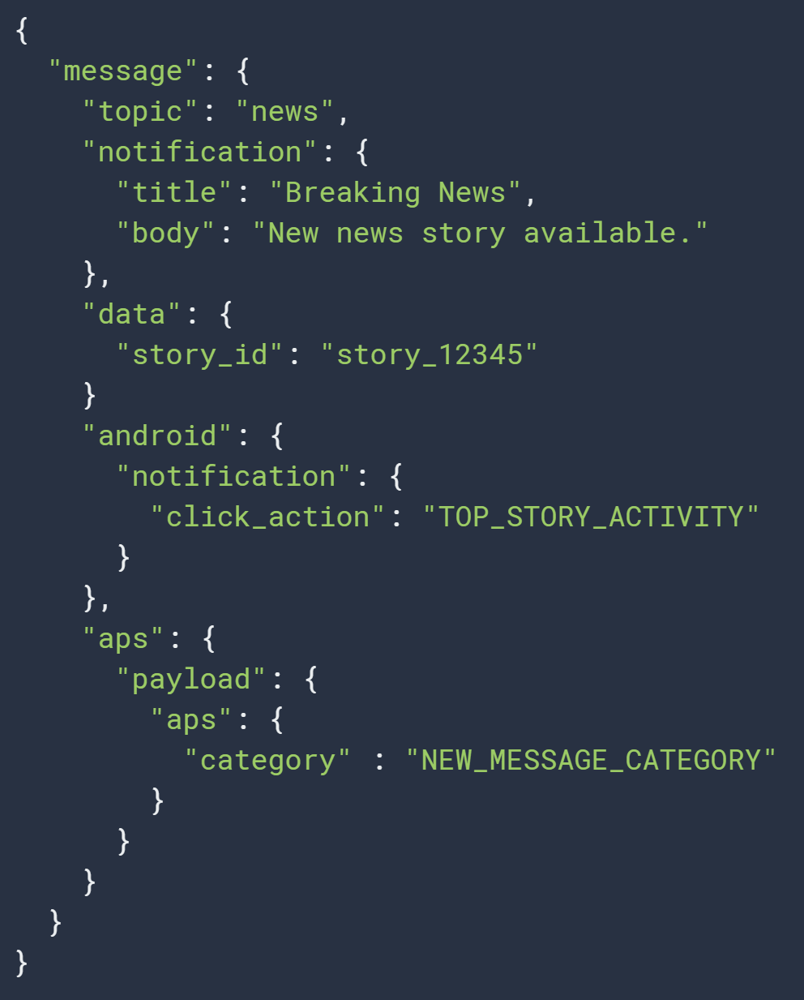 {
  "message": {
    "topic": "news",
    "notification": {
      "title": "Breaking News",
      "body": "New news story available."
    },
    "data": {
      "story_id": "story_12345"
    }
    "android": {
      "notification": {
        "click_action": "TOP_STORY_ACTIVITY"
      }
    },
    "aps": {
      "payload": {
        "aps": {
          "category" : "NEW_MESSAGE_CATEGORY"
        }
      }
    }
  }
}